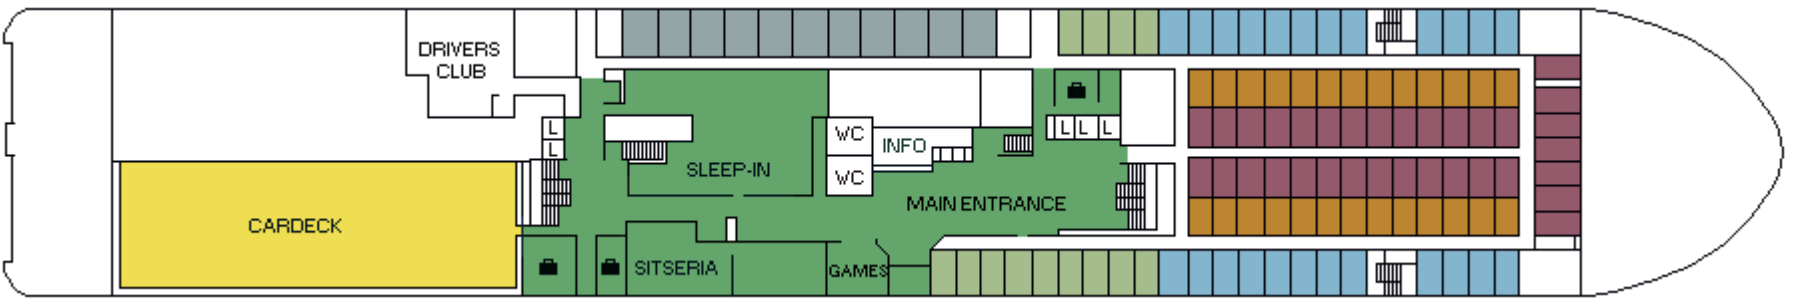 DRIVERS
CLUB
L
L
WC
INFO
L
L
L
SLEEP-IN
WC
MAIN ENTRANCE
CARDECK
SITSERIA
GAMES